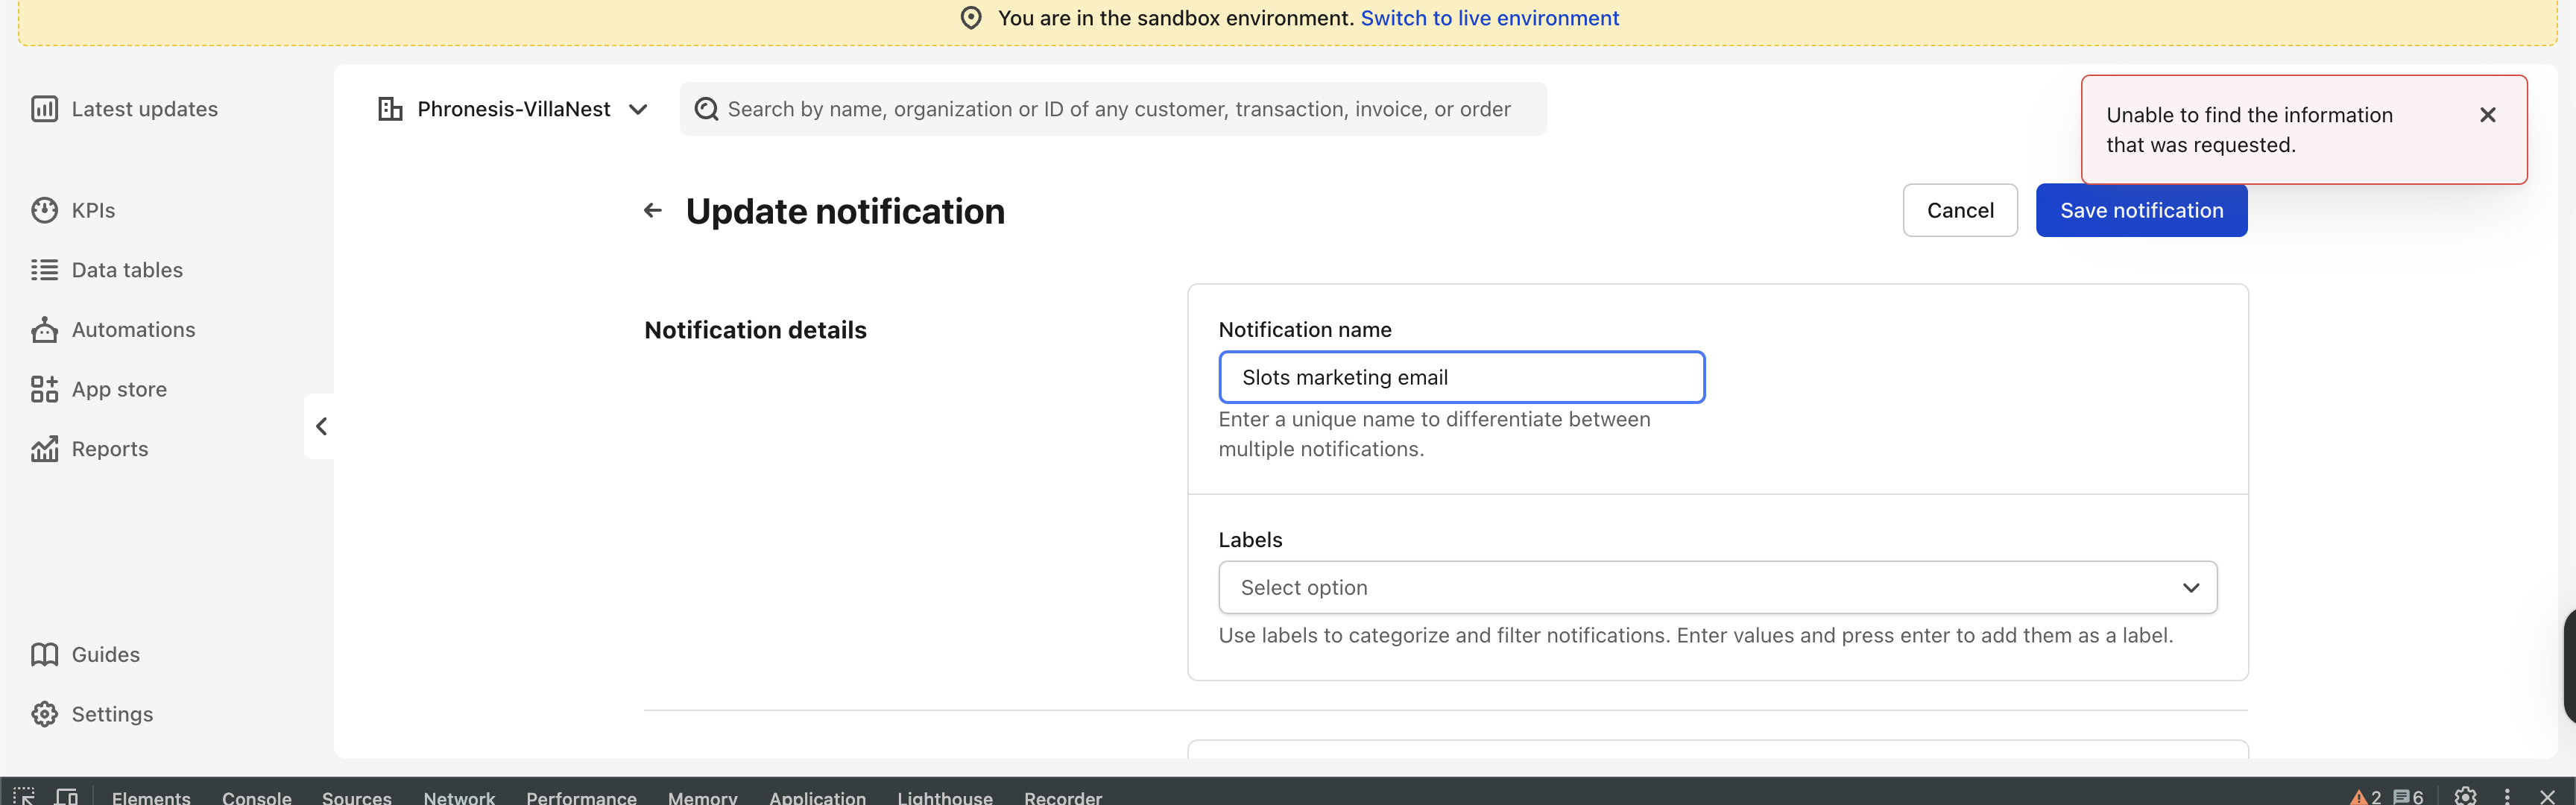 You are in the sandbox environment. Switch to live environment
Latest updates
Phronesis-VillaNest
Search by name, organization or ID of any customer, transaction, invoice, or order
Unable to find the information
that was requested.
KPIs
Update notification
Cancel
Save notification
Data tables
Automations
Notification details
Notification name
Slots marketing email
App store
Enter a unique name to differentiate between
multiple notifications.
Reports
Labels
Select option
Use labels to categorize and filter notifications. Enter values and press enter to add them as a label.
Guides
Settings
Elements
Console
Sources
Network
Performance
Memory
Application
Lighthouse
Recorder
2
6